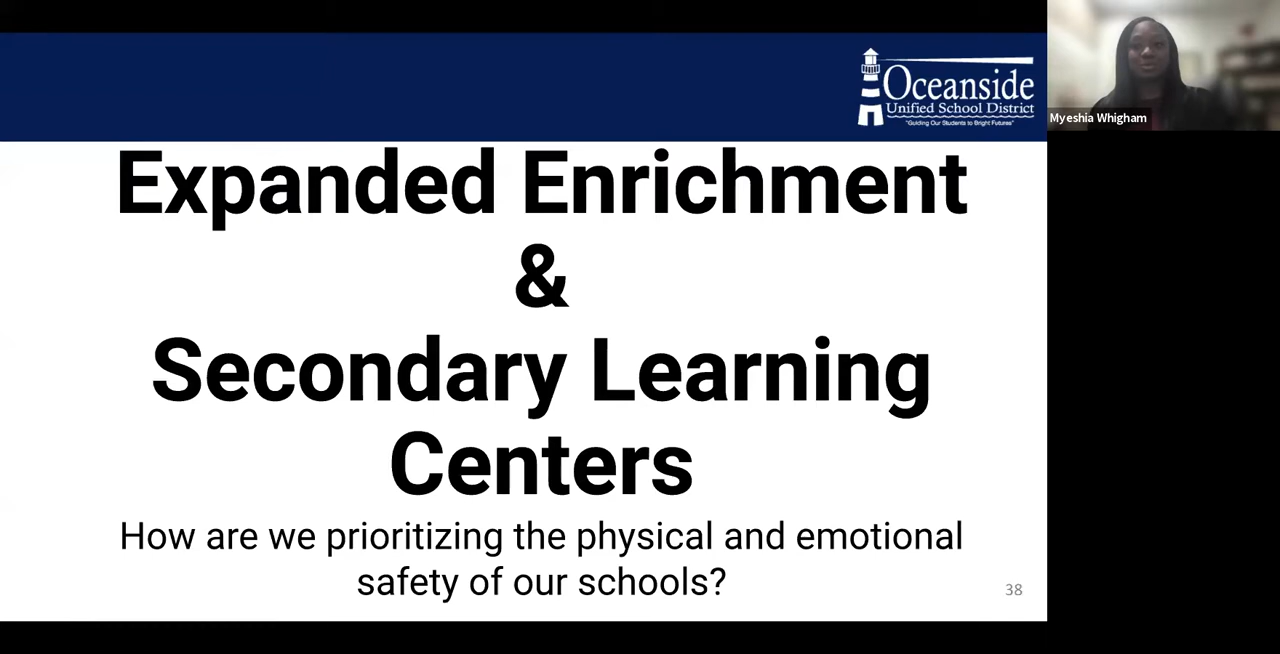 Oceanside
Unified School District
"Guiding Our Students to Bright Futures"
Myeshia Whigham
Expanded Enrichment
&
Secondary Learning
Centers
How are we prioritizing the physical and emotional
safety of our schools?
38